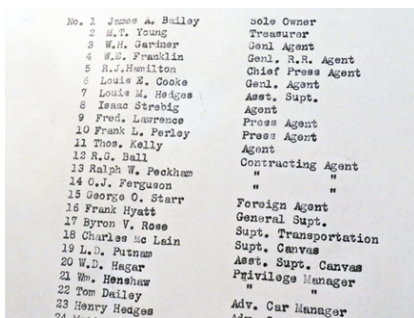 No. 1 James A. Bailey Sole Owner
2 M.T. Young Treasurer
3 W.H. Gardner Genl Agent
4 W.E. Franklin Genl. R.R. Agent
5 R.J.Hamilton Chief Press Agent
6 Louis E. Cooke Genl. Agent
7 Louis M. Hedges Asst. Supt.
8 Isaac Strebig Agent
9 Fred. Lawrence Press Agent
10 Frank L. Perley Press Agent
11 Thos. Kelly Agent
12 R.G. Ball Contracting Agent
13 Ralph W. Peckham " "
14 O.J. Ferguson " "
15 George O. Starr Foreign Agent
16 Frank Hyatt General Supt.
17 Byron V. Rose Supt. Transportation
18 Charles Mc Lain Supt. Canvas
19 L.D. Putnam Asst. Supt. Canvas
20 W.D. Hagar Privilege Manager
21 Wm. Henshaw " "
22 Tom Dailey Adv. Car Manager
23 Henry Hedges
24